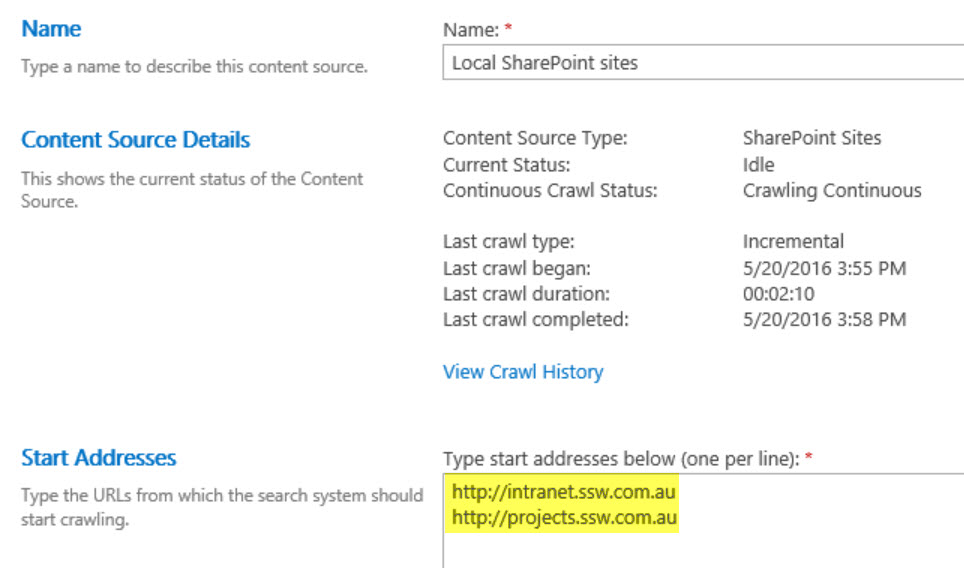 Name
Name: *
Type a name to describe this content source.
Local SharePoint sites
Content Source Details
Content Source Type: SharePoint Sites
Current Status: Idle
This shows the current status of the Content
Source.
Continuous Crawl Status: Crawling Continuous
Last crawl type: Incremental
Last crawl began: 5/20/2016 3:55 PM
Last crawl duration: 00:02:10
Last crawl completed: 5/20/2016 3:58 PM
View Crawl History
Start Addresses
Type start addresses below (one per line): *
Type the URLs from which the search system should
start crawling.
http://intranet.ssw.com.au
http://projects.ssw.com.au